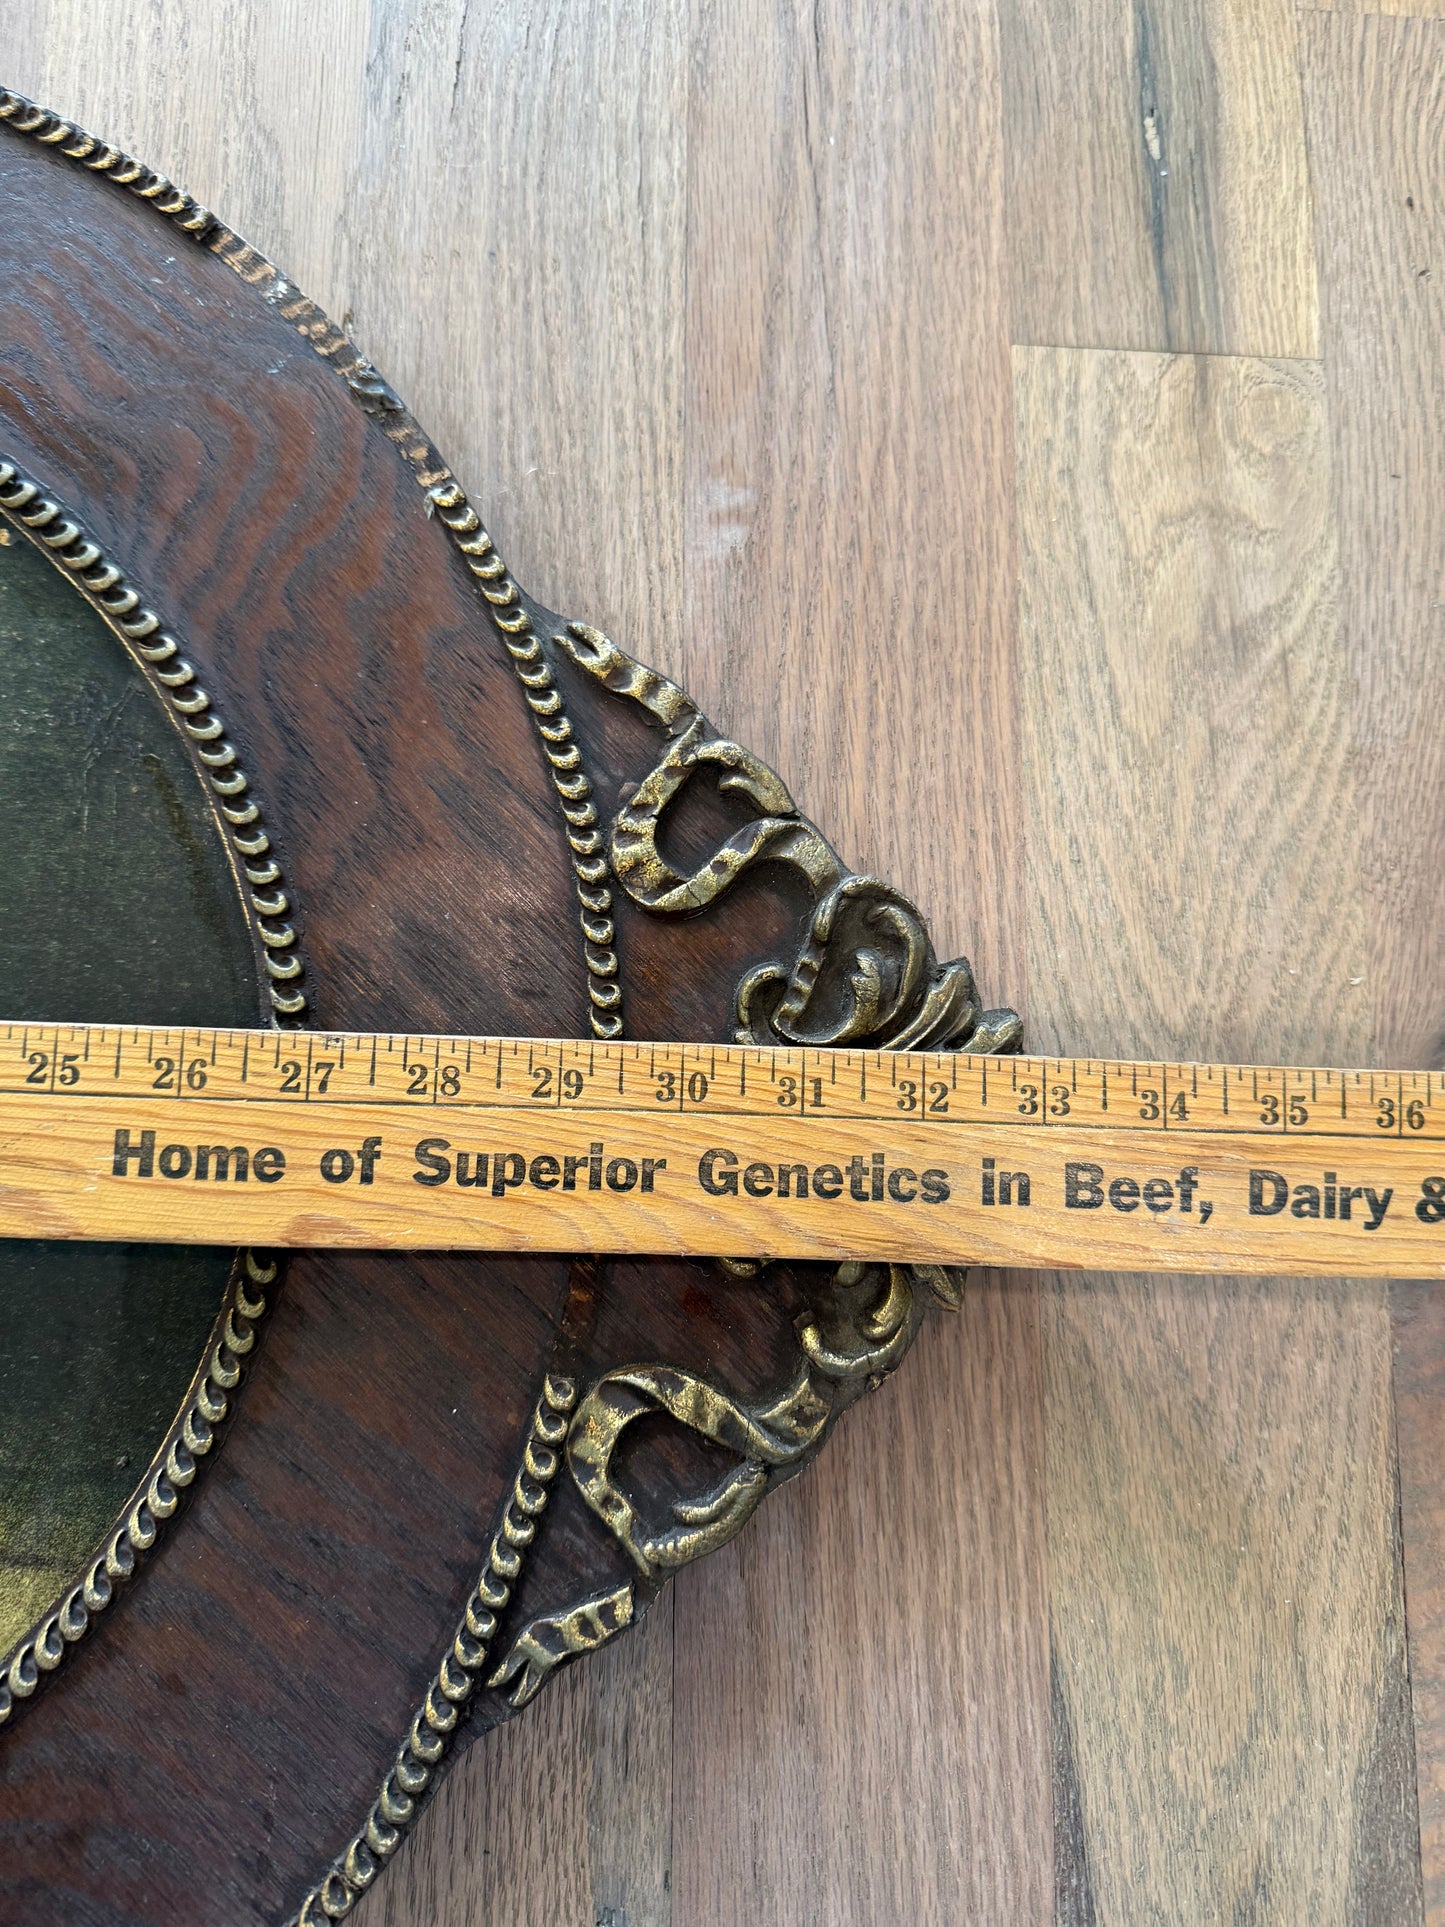 25 26 27 28 29 30 31 32 33 34 35 36
Home of Superior Genetics in Beef, Dairy &